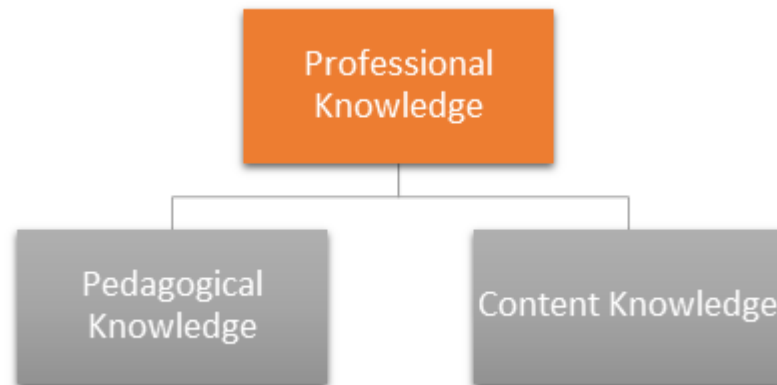 Professional
Knowledge
Pedagogical
Knowledge
Content Knowledge